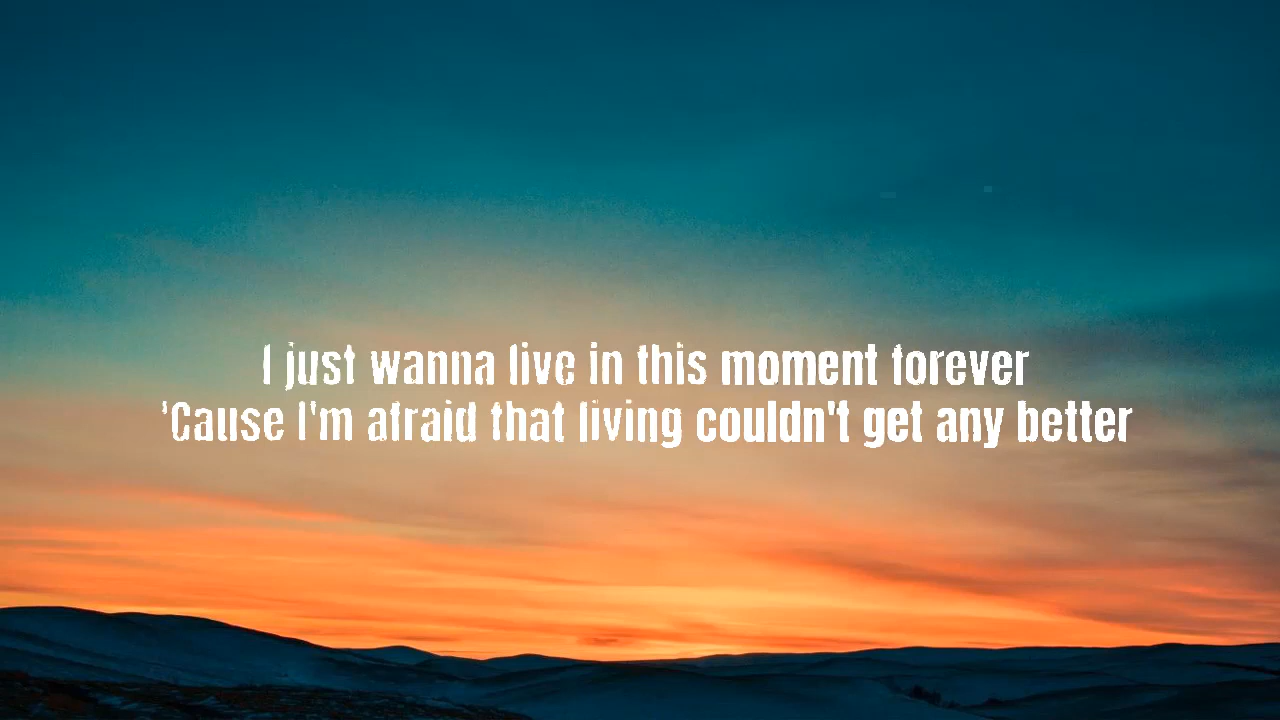 I just wanna live in this moment forever
'Cause I'm afraid that living couldn't get any better